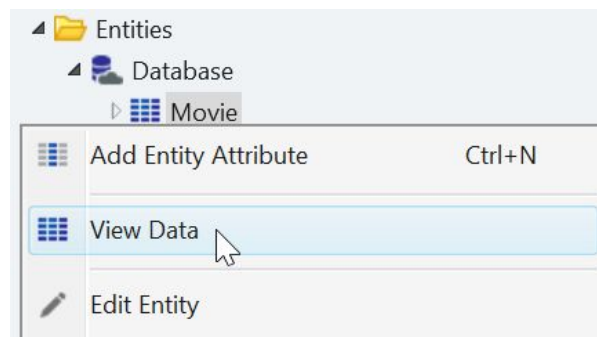 Entities
Database
Movie
Add Entity Attribute Ctrl+N
View Data
Edit Entity